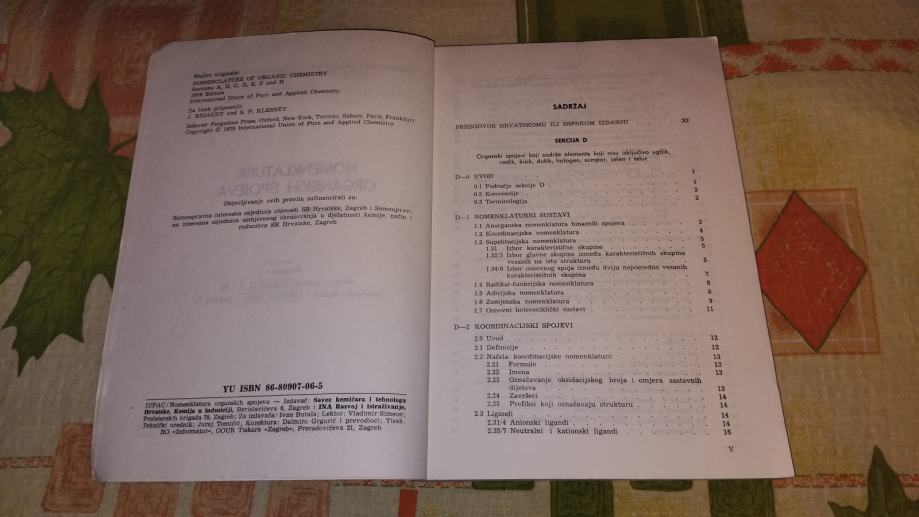 Naslov originala:
NOMENCLATURE OF ORGANIC CHEMISTRY
Sections A, B, C, D, E, F and H
1979 Edition
International Union of Pure and Applied Chemistry
Za tisak pripremili:
J. RIGAUDY and S. P. KLESNEY
Izdavač: Pergamon Press, Oxford, New York, Toronto, Sidney, Paris, Frankfurt
Copyright © 1979 International Union of Pure and Applied Chemistry
NOMENKLATURA
ORGANSKIH SPOJEVA
Objavljivanje ovih pravila sufinancirali su:
Samoupravna interesna zajednica znanosti SR Hrvatske, Zagreb i Samouprav-
na interesna zajednica usmjerenog obrazovanja u djelatnosti kemije, nafte i
rudarstva SR Hrvatske, Zagreb
YU ISBN 86-80907-06-5
IUPAC/Nomenklatura organskih spojeva — Izdavač: Savez kemičara i tehnologa
Hrvatske, Kemija u industriji, Berislavićeva 6, Zagreb i INA Razvoj i istraživanje,
Proleterskih brigada 78, Zagreb; Za izdavača: Ivan Butula; Lektor: Vladimir Simeon;
Tehnički urednik: Juraj Tomičić; Korektura: Dalmiro Grgurić i prevodioci; Tisak:
RO »Informator«, OOUR Tiskara »Zagreb«, Preradovićeva 21, Zagreb
SADRŽAJ
PREDGOVOR HRVATSKOMU ILI SRPSKOM IZDANJU . . . . . XI
SEKCIJA D
Organski spojevi koji sadrže elemente koji nisu isključivo ugljik,
vodik, kisik, dušik, halogen, sumpor, selen i telur
D—0 UVOD . . . . . 1
0.1 Područje sekcije D . . . . . 1
0.2 Konvencije . . . . . 2
0.3 Terminologija . . . . . 2
D—1 NOMENKLATURNI SUSTAVI
1.1 Anorganska nomenklatura binarnih spojeva . . . . . 3
1.2 Koordinacijska nomenklatura . . . . . 4
1.3 Supstitucijska nomenklatura . . . . . 5
1.31 Izbor karakteristične skupine . . . . . 5
1.32/3 Izbor glavne skupine između karakterističnih skupina
vezanih na istu strukturu . . . . . 5
1.34/6 Izbor osnovnog spoja između dviju neposredno vezanih
karakterističnih skupina . . . . . 7
1.4 Radikal-funkcijska nomenklatura . . . . . 8
1.5 Adicijska nomenklatura . . . . . 8
1.6 Zamjenska nomenklatura . . . . . 9
1.7 Osnovni heterociklički sustavi . . . . . 11
D—2 KOORDINACIJSKI SPOJEVI
2.0 Uvod . . . . . 12
2.1 Definicije . . . . . 12
2.2 Načela koordinacijske nomenklature . . . . . 13
2.21 Formule . . . . . 13
2.22 Imena . . . . . 13
2.23 Označavanje oksidacijskog broja i omjera sastavnih
dijelova . . . . . 13
2.24 Završeci . . . . . 14
2.25 Prefiksi koji označavaju strukturu . . . . . 14
2.3 Ligandi . . . . . 14
2.31/4 Anionski ligandi . . . . . 14
2.35/7 Neutralni i kationski ligandi . . . . . 16
V